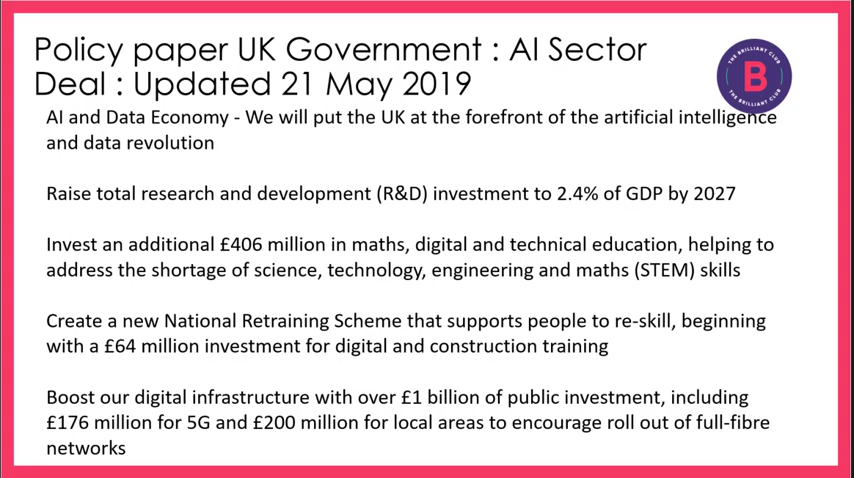 Policy paper UK Government : AI Sector
Deal : Updated 21 May 2019
THE BRILLIANT CLUB
B
THE BRILLIANT CLUB
AI and Data Economy - We will put the UK at the forefront of the artificial intelligence
and data revolution
Raise total research and development (R&D) investment to 2.4% of GDP by 2027
Invest an additional £406 million in maths, digital and technical education, helping to
address the shortage of science, technology, engineering and maths (STEM) skills
Create a new National Retraining Scheme that supports people to re-skill, beginning
with a £64 million investment for digital and construction training
Boost our digital infrastructure with over £1 billion of public investment, including
£176 million for 5G and £200 million for local areas to encourage roll out of full-fibre
networks